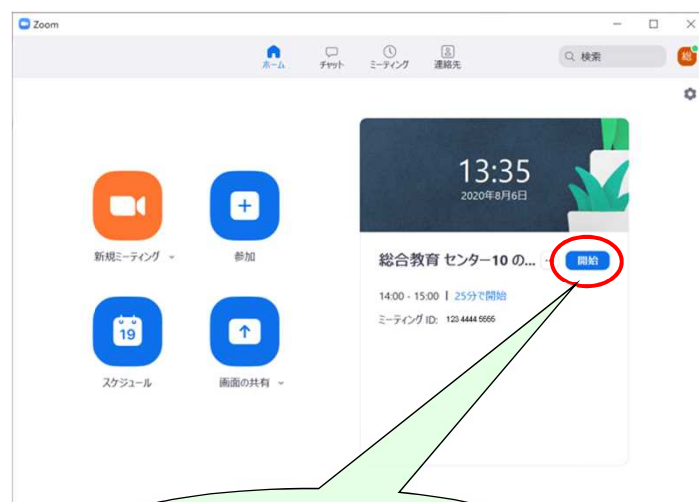 Zoom
ホーム
チャット
ミーティング
連絡先
検索
総
13:35
2020年8月6日
新規ミーティング
参加
総合教育 センター10 の...
開始
14:00 - 15:00 | 25分で開始
ミーティング ID: 123 4444 5555
19
スケジュール
画面の共有